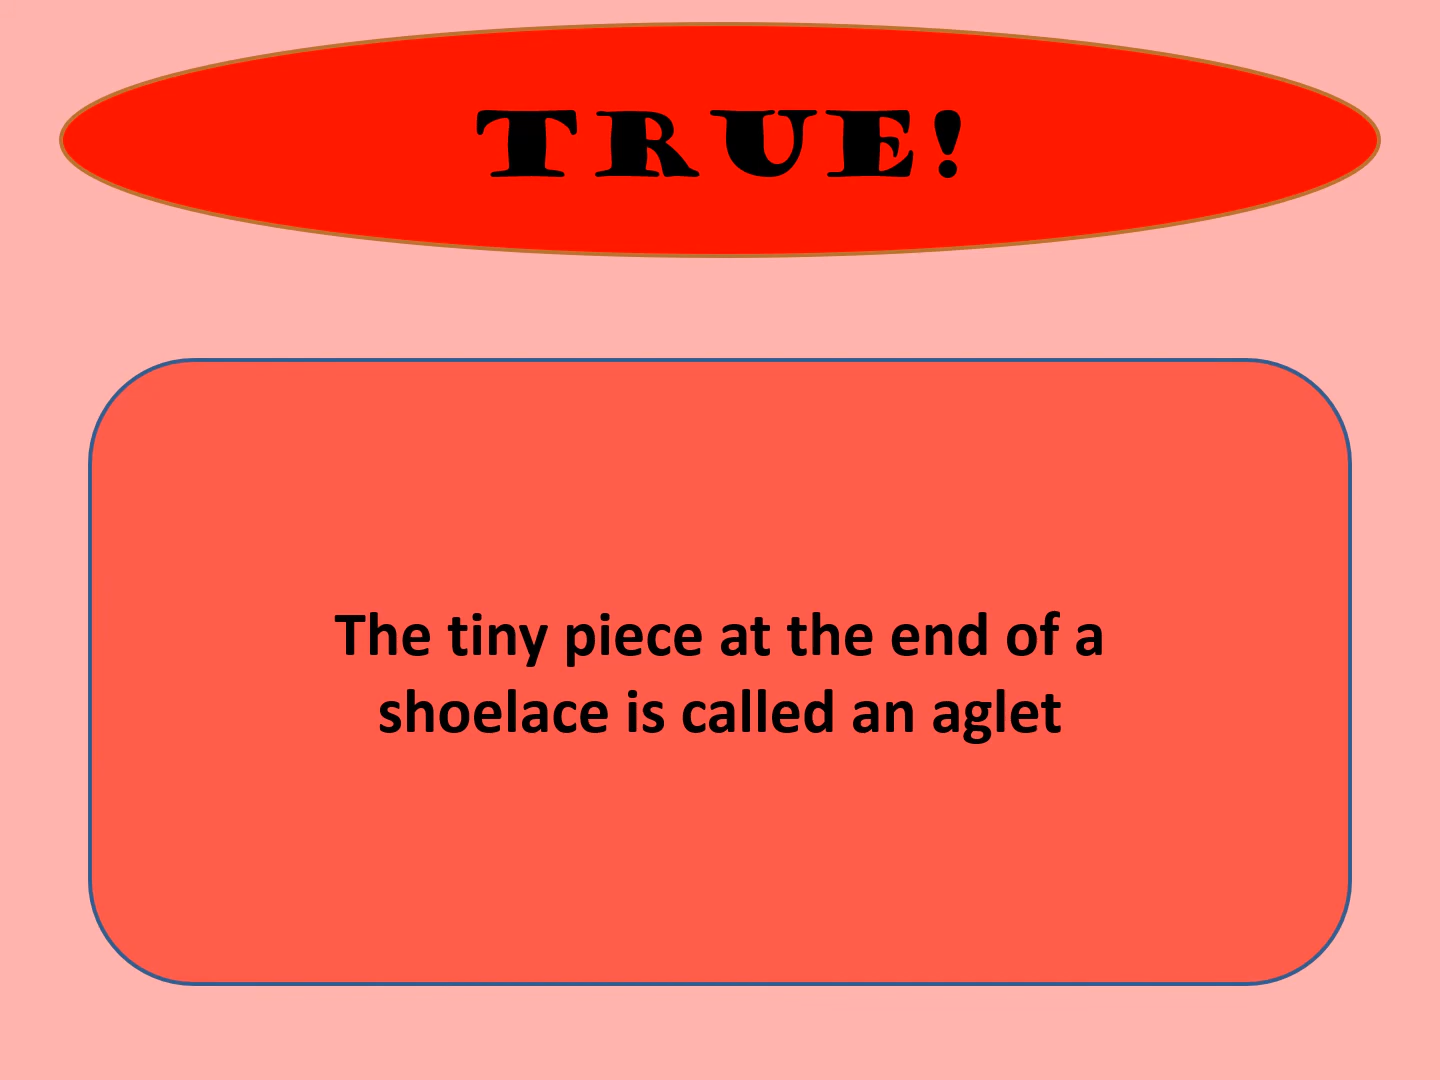 TRUE!
The tiny piece at the end of a
shoelace is called an aglet